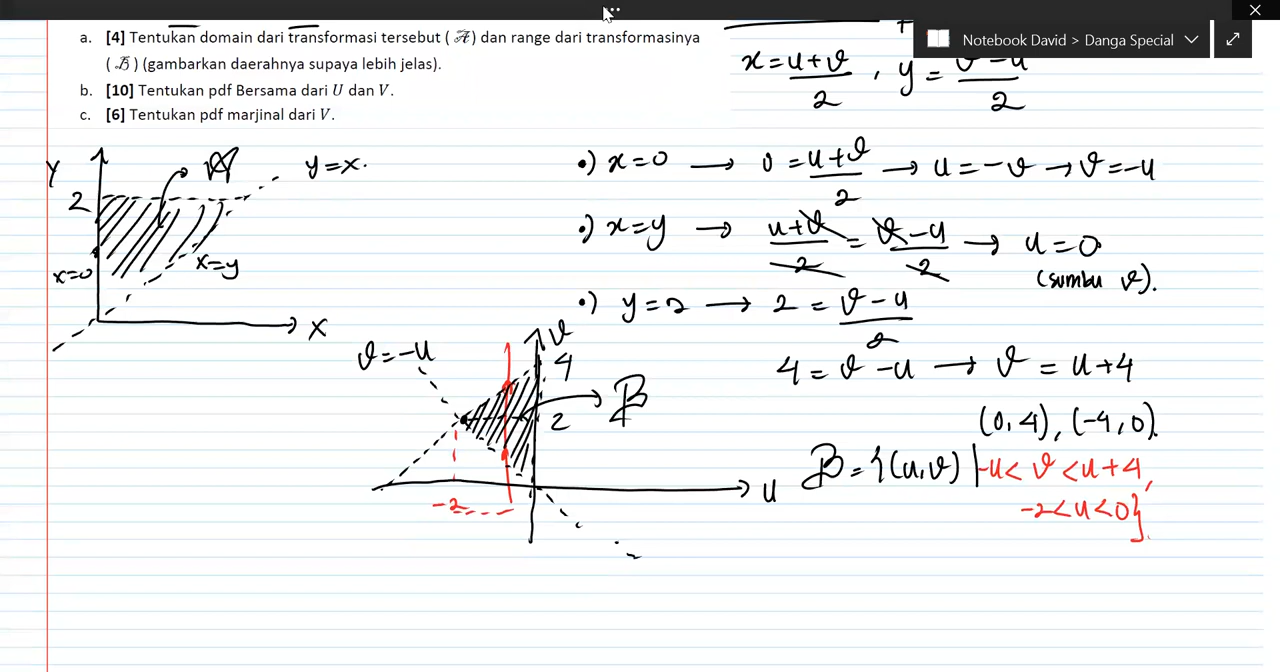 a. [4] Tentukan domain dari transformasi tersebut ( 𝒜 ) dan range dari transformasinya
( ℬ ) (gambarkan daerahnya supaya lebih jelas).
b. [10] Tentukan pdf Bersama dari U dan V.
c. [6] Tentukan pdf marjinal dari V.
Notebook David > Danga Special
x = (u+v)/2 , y = (v-u)/2
Y
2
𝒜
y=x.
x=0
x=y
X
•) x=0 → 0 = (u+v)/2 → u = -v → v = -u
•) x=y → (u+v)/2 = (v-u)/2 → u=0
(sumbu v).
•) y=2 → 2 = (v-u)/2
4 = v-u → v = u+4
(0,4), (-4,0).
ℬ = {(u,v) | -u < v < u+4,
-2<u<0}.
v=-u
v
4
ℬ
2
u
-2